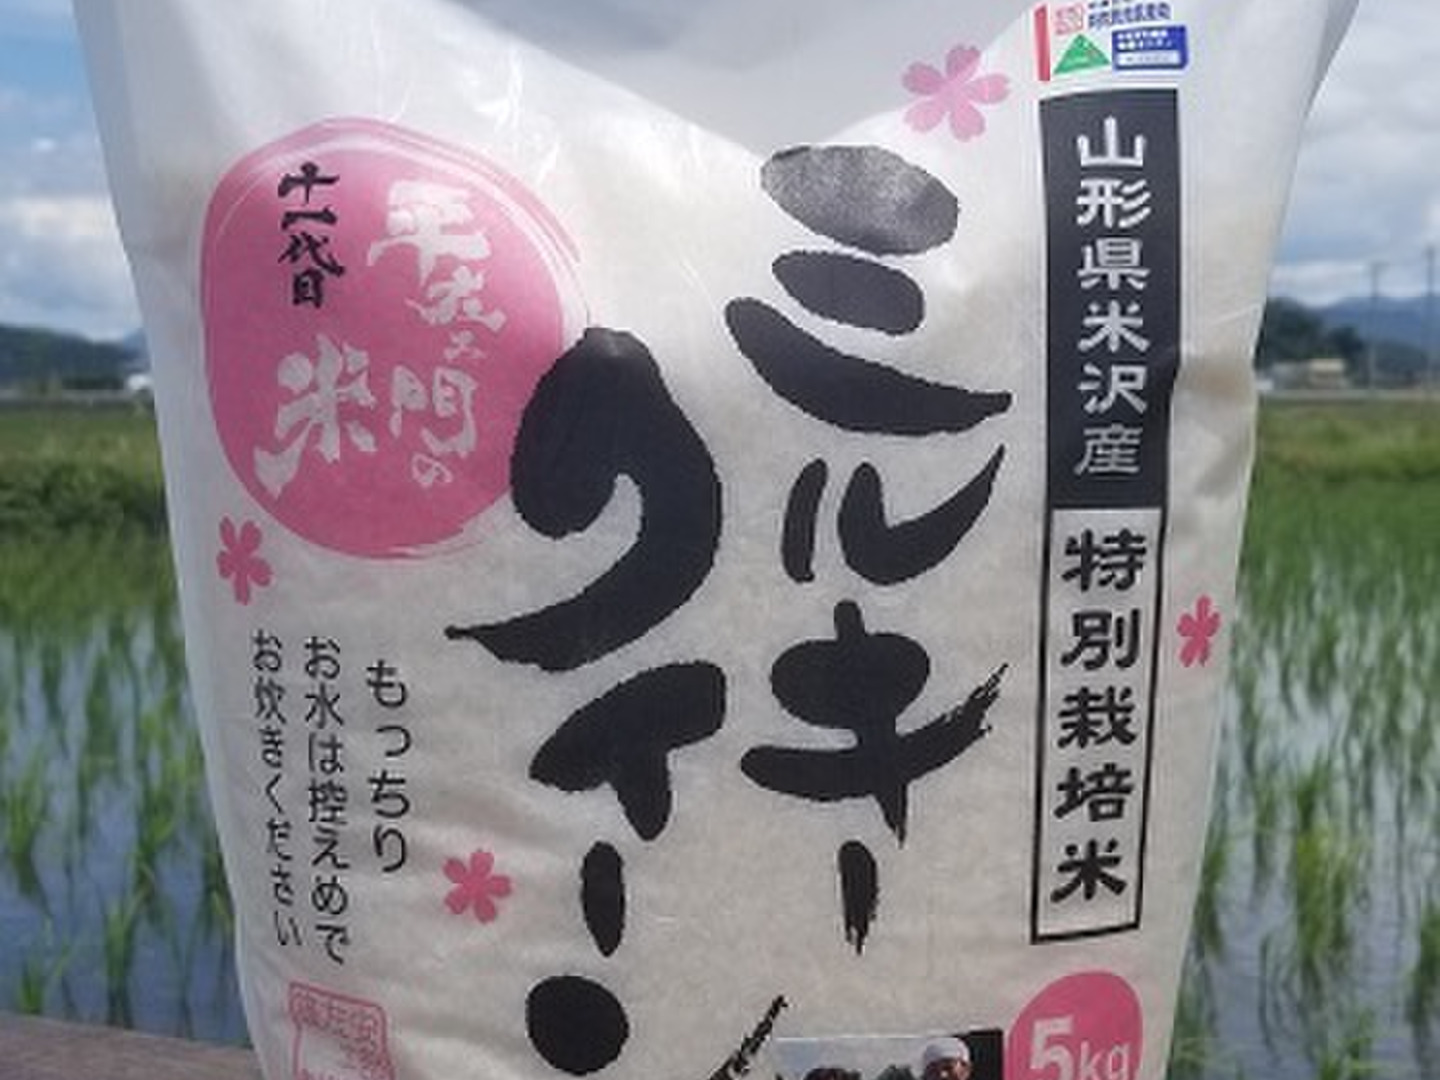 山形県米沢産
特別栽培米
ミルキー
クイーン
十一代目
平左エ門の
米
もっちり
お水は控えめで
お炊きください
5kg